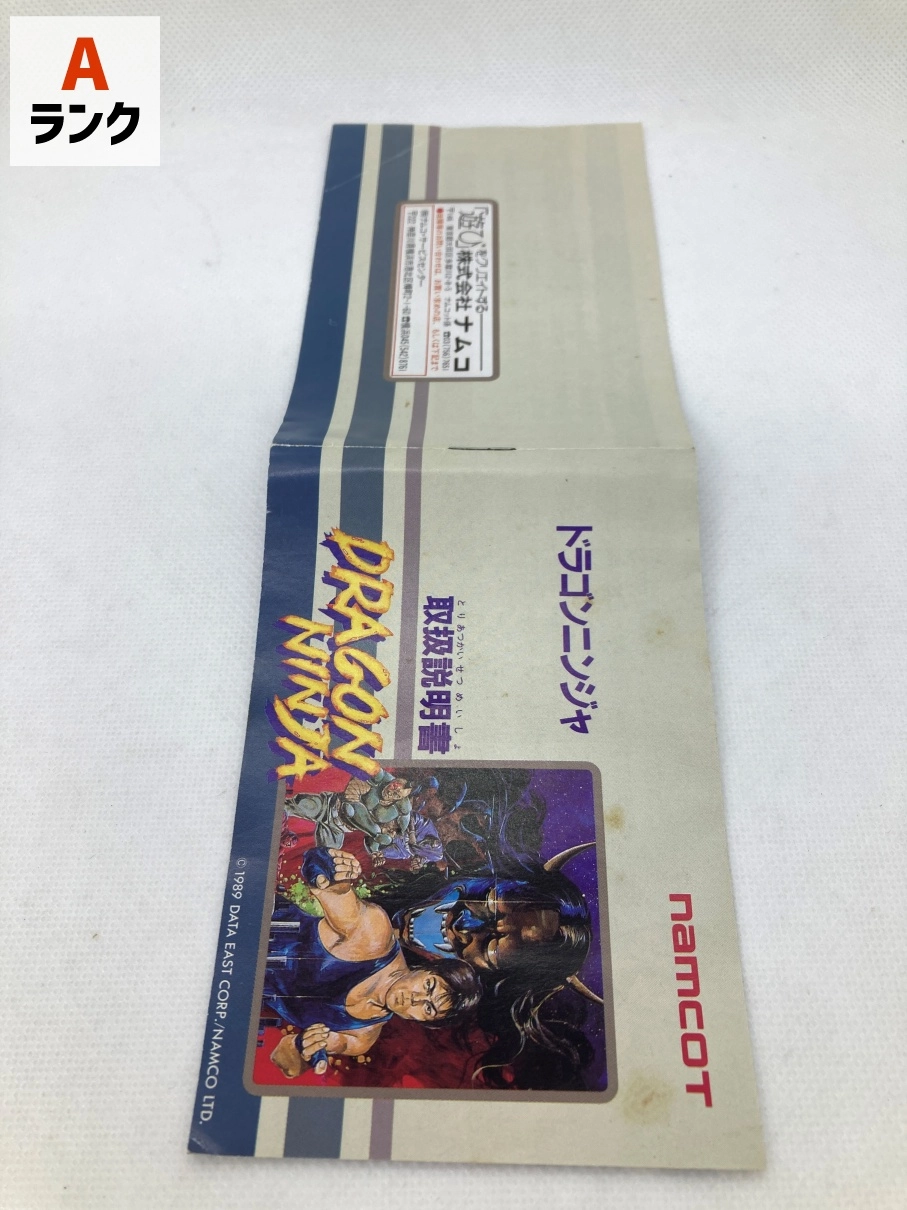 A
ランク
「遊び」をクリエイトする
株式会社 ナムコ
ドラゴンニンジャ
とりあつかいせつめいしょ
取扱説明書
DRAGON
NINJA
namcoT
© 1989 DATA EAST CORP./NAMCO LTD.